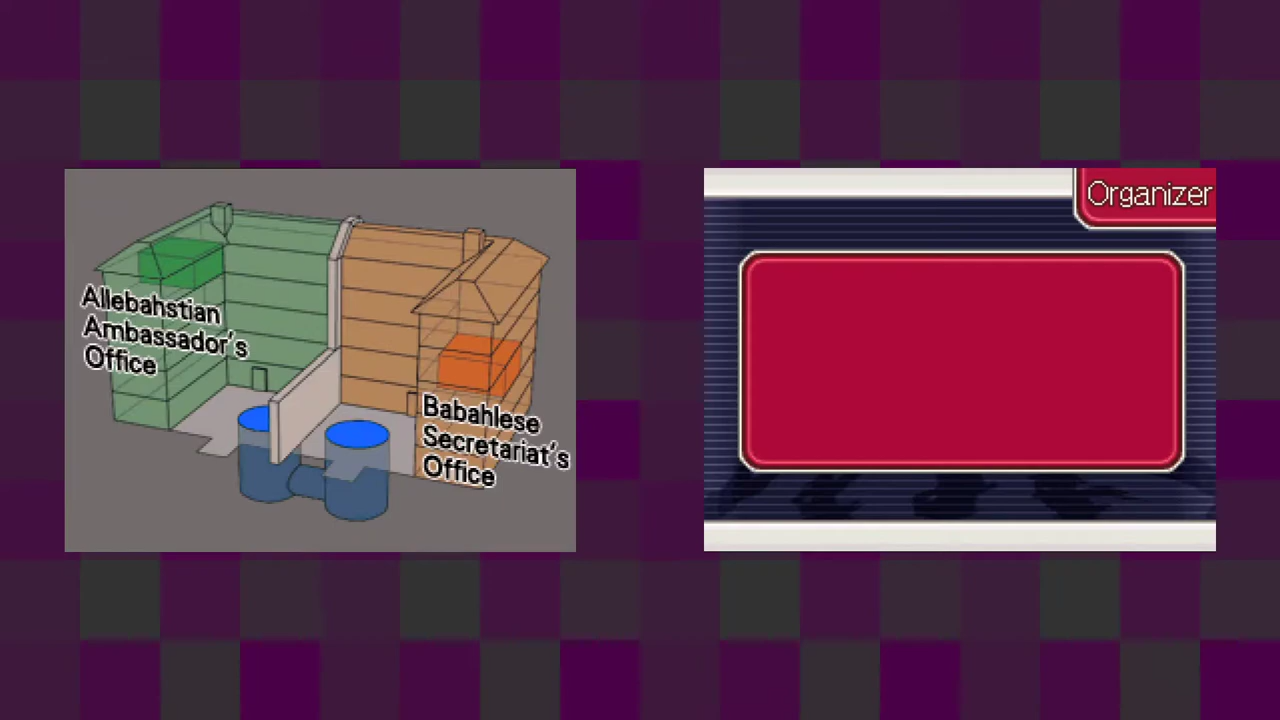 Allebahstian
Ambassador's
Office
Babahlese
Secretariat's
Office
Organizer